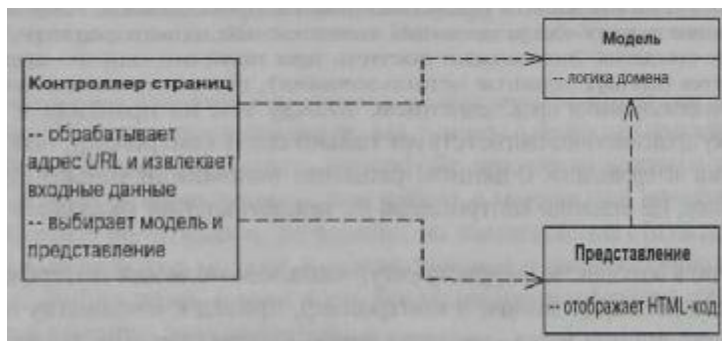 Контроллер страниц
-- обрабатывает
адрес URL и извлекает
входные данные
-- выбирает модель и
представление
Модель
-- логика домена
Представление
-- отображает HTML-код